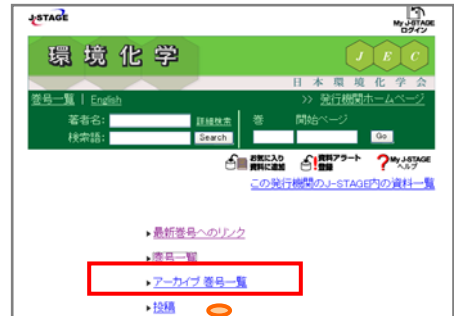 J-STAGE
My J-STAGE
ログイン
環境化学
J E C
日本環境化学会
巻号一覧 | English >> 発行機関ホームページ
著者名: 詳細検索 巻 開始ページ
検索語: Search Go
お気に入り
資料に追加
資料アラート
登録
My J-STAGE
ヘルプ
この発行機関のJ-STAGE内の資料一覧
最新巻号へのリンク
巻号一覧
アーカイブ 巻号一覧
投稿